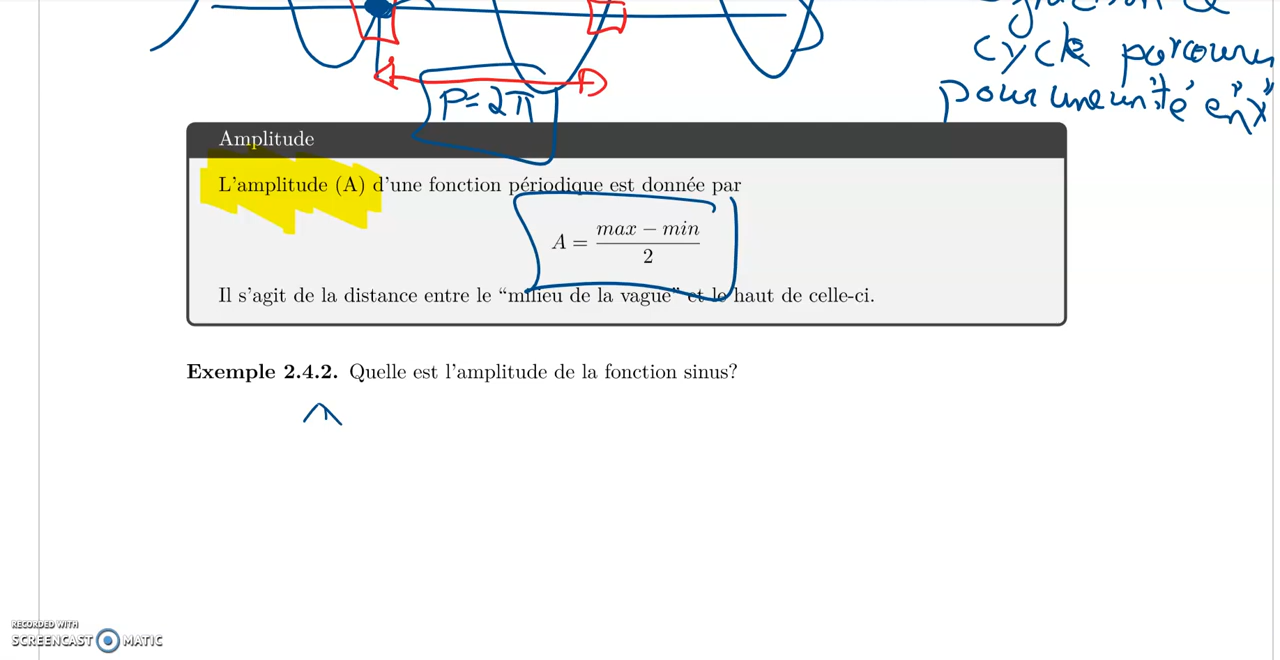 cycle parcouru
pour une unité en "x"
P = 2π
Amplitude
L'amplitude (A) d'une fonction périodique est donnée par
A = max − min / 2
Il s'agit de la distance entre le "milieu de la vague" et le haut de celle-ci.
Exemple 2.4.2. Quelle est l'amplitude de la fonction sinus?
RECORDED WITH
SCREENCAST MATIC